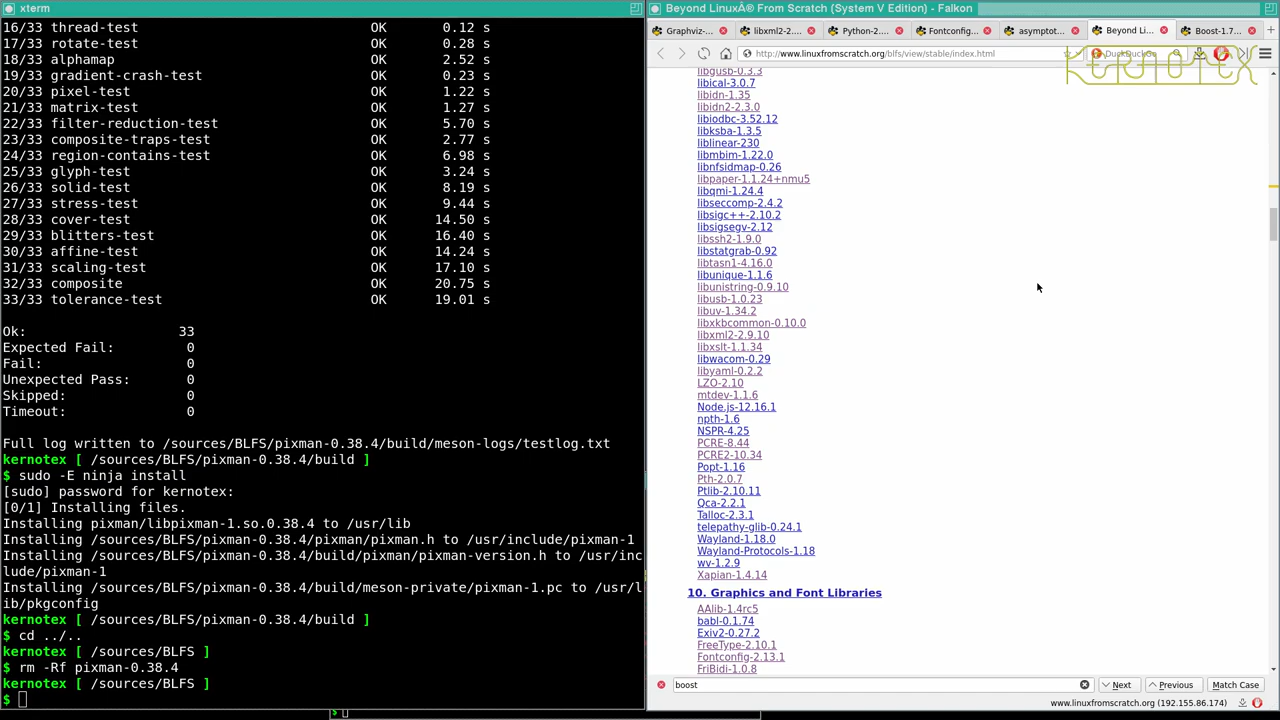 xterm
16/33 thread-test OK 0.12 s
17/33 rotate-test OK 0.28 s
18/33 alphamap OK 2.52 s
19/33 gradient-crash-test OK 0.23 s
20/33 pixel-test OK 1.22 s
21/33 matrix-test OK 1.27 s
22/33 filter-reduction-test OK 5.70 s
23/33 composite-traps-test OK 2.77 s
24/33 region-contains-test OK 6.98 s
25/33 glyph-test OK 3.24 s
26/33 solid-test OK 8.19 s
27/33 stress-test OK 9.44 s
28/33 cover-test OK 14.50 s
29/33 blitters-test OK 16.40 s
30/33 affine-test OK 14.24 s
31/33 scaling-test OK 17.10 s
32/33 composite OK 20.75 s
33/33 tolerance-test OK 19.01 s
Ok: 33
Expected Fail: 0
Fail: 0
Unexpected Pass: 0
Skipped: 0
Timeout: 0
Full log written to /sources/BLFS/pixman-0.38.4/build/meson-logs/testlog.txt
kernotex [ /sources/BLFS/pixman-0.38.4/build ]
$ sudo -E ninja install
[sudo] password for kernotex:
[0/1] Installing files.
Installing pixman/libpixman-1.so.0.38.4 to /usr/lib
Installing /sources/BLFS/pixman-0.38.4/pixman/pixman.h to /usr/include/pixman-1
Installing /sources/BLFS/pixman-0.38.4/build/pixman/pixman-version.h to /usr/inc
lude/pixman-1
Installing /sources/BLFS/pixman-0.38.4/build/meson-private/pixman-1.pc to /usr/l
ib/pkgconfig
kernotex [ /sources/BLFS/pixman-0.38.4/build ]
$ cd ../..
kernotex [ /sources/BLFS ]
$ rm -Rf pixman-0.38.4
kernotex [ /sources/BLFS ]
$
$
Beyond LinuxÂ® From Scratch (System V Edition) - Falkon
Graphviz-... libxml2-2.... Python-2.... Fontconfig... asymptot... Beyond Li... Boost-1.7...
http://www.linuxfromscratch.org/blfs/view/stable/index.html DuckDuckGo
KERNOTEX
libgusb-0.3.3
libical-3.0.7
libidn-1.35
libidn2-2.3.0
libiodbc-3.52.12
libksba-1.3.5
liblinear-230
libmbim-1.22.0
libnfsidmap-0.26
libpaper-1.1.24+nmu5
libqmi-1.24.4
libseccomp-2.4.2
libsigc++-2.10.2
libsigsegv-2.12
libssh2-1.9.0
libstatgrab-0.92
libtasn1-4.16.0
libunique-1.1.6
libunistring-0.9.10
libusb-1.0.23
libuv-1.34.2
libxkbcommon-0.10.0
libxml2-2.9.10
libxslt-1.1.34
libwacom-0.29
libyaml-0.2.2
LZO-2.10
mtdev-1.1.6
Node.js-12.16.1
npth-1.6
NSPR-4.25
PCRE-8.44
PCRE2-10.34
Popt-1.16
Pth-2.0.7
Ptlib-2.10.11
Qca-2.2.1
Talloc-2.3.1
telepathy-glib-0.24.1
Wayland-1.18.0
Wayland-Protocols-1.18
wv-1.2.9
Xapian-1.4.14
10. Graphics and Font Libraries
AAlib-1.4rc5
babl-0.1.74
Exiv2-0.27.2
FreeType-2.10.1
Fontconfig-2.13.1
FriBidi-1.0.8
boost Next Previous Match Case
www.linuxfromscratch.org (192.155.86.174)